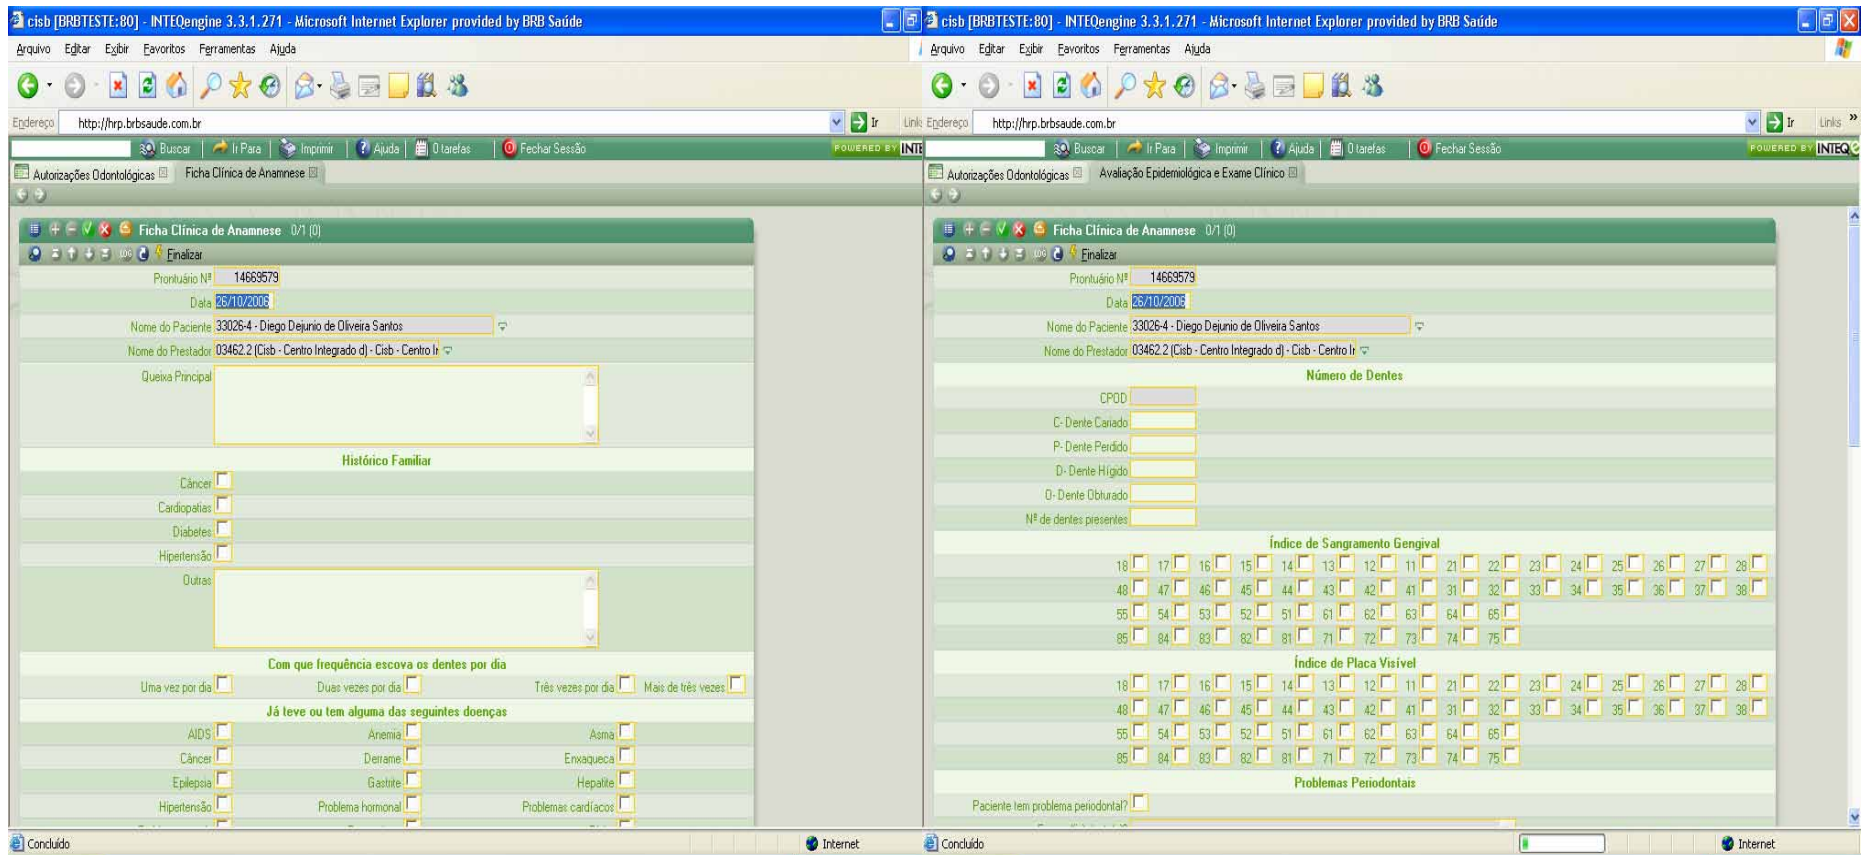 cisb [BRBTESTE:80] - INTEQengine 3.3.1.271 - Microsoft Internet Explorer provided by BRB Saúde
Arquivo Editar Exibir Favoritos Ferramentas Ajuda
Endereço http://hrp.brbsaude.com.br Ir Links
Buscar Ir Para Imprimir Ajuda 0 tarefas Fechar Sessão POWERED BY INTE
Autorizações Odontológicas Ficha Clínica de Anamnese
Ficha Clínica de Anamnese 0/1 (0)
LOG Finalizar
Prontuário Nº 14669579
Data 26/10/2006
Nome do Paciente 33026-4 - Diego Dejunio de Oliveira Santos
Nome do Prestador 03462.2 (Cisb - Centro Integrado d) - Cisb - Centro Ir
Queixa Principal
Histórico Familiar
Câncer
Cardiopatias
Diabetes
Hipertensão
Outras
Com que frequência escova os dentes por dia
Uma vez por dia Duas vezes por dia Três vezes por dia Mais de três vezes
Já teve ou tem alguma das seguintes doenças
AIDS Anemia Asma
Câncer Derrame Enxaqueca
Epilepsia Gastrite Hepatite
Hipertensão Problema hormonal Problemas cardíacos
Concluído Internet
cisb [BRBTESTE:80] - INTEQengine 3.3.1.271 - Microsoft Internet Explorer provided by BRB Saúde
Arquivo Editar Exibir Favoritos Ferramentas Ajuda
Endereço http://hrp.brbsaude.com.br Ir Links »
Buscar Ir Para Imprimir Ajuda 0 tarefas Fechar Sessão POWERED BY INTEQ
Autorizações Odontológicas Avaliação Epidemiológica e Exame Clínico
Ficha Clínica de Anamnese 0/1 (0)
LOG Finalizar
Prontuário Nº 14669579
Data 26/10/2006
Nome do Paciente 33026-4 - Diego Dejunio de Oliveira Santos
Nome do Prestador 03462.2 (Cisb - Centro Integrado d) - Cisb - Centro Ir
Número de Dentes
CPOD
C- Dente Cariado
P- Dente Perdido
D- Dente Hígido
O- Dente Obturado
Nº de dentes presentes
Índice de Sangramento Gengival
18 17 16 15 14 13 12 11 21 22 23 24 25 26 27 28
48 47 46 45 44 43 42 41 31 32 33 34 35 36 37 38
55 54 53 52 51 61 62 63 64 65
85 84 83 82 81 71 72 73 74 75
Índice de Placa Visível
18 17 16 15 14 13 12 11 21 22 23 24 25 26 27 28
48 47 46 45 44 43 42 41 31 32 33 34 35 36 37 38
55 54 53 52 51 61 62 63 64 65
85 84 83 82 81 71 72 73 74 75
Problemas Periodontais
Paciente tem problema periodontal?
Concluído Internet